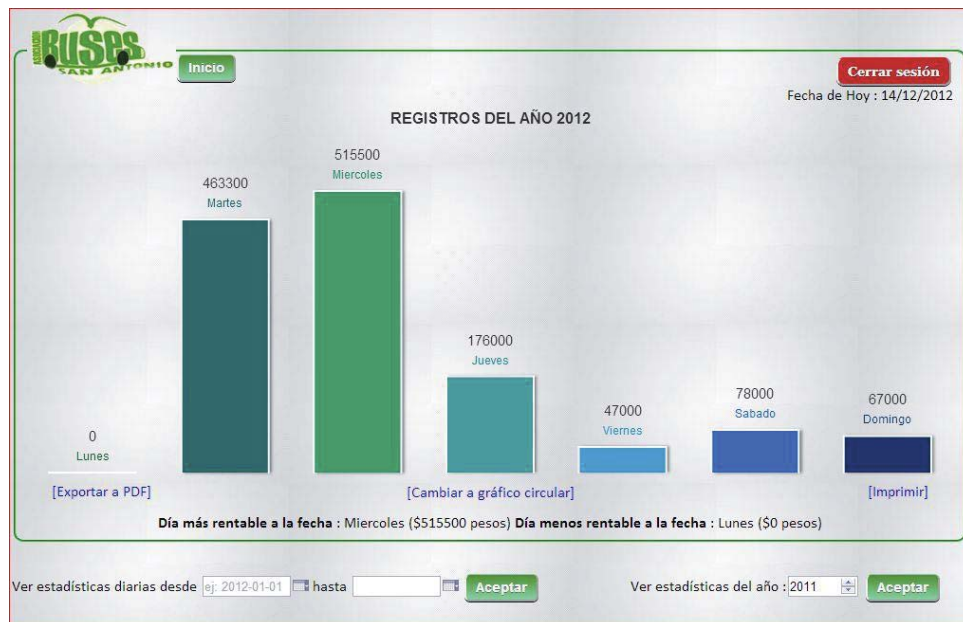 ASOCIACION
BUSES
SAN ANTONIO
Inicio
Cerrar sesión
Fecha de Hoy : 14/12/2012
REGISTROS DEL AÑO 2012
515500
Miercoles
463300
Martes
176000
Jueves
78000
Sabado
67000
Domingo
47000
Viernes
0
Lunes
[Exportar a PDF] [Cambiar a gráfico circular] [Imprimir]
Día más rentable a la fecha : Miercoles ($515500 pesos) Día menos rentable a la fecha : Lunes ($0 pesos)
Ver estadísticas diarias desde ej: 2012-01-01 hasta Aceptar Ver estadísticas del año : 2011 Aceptar